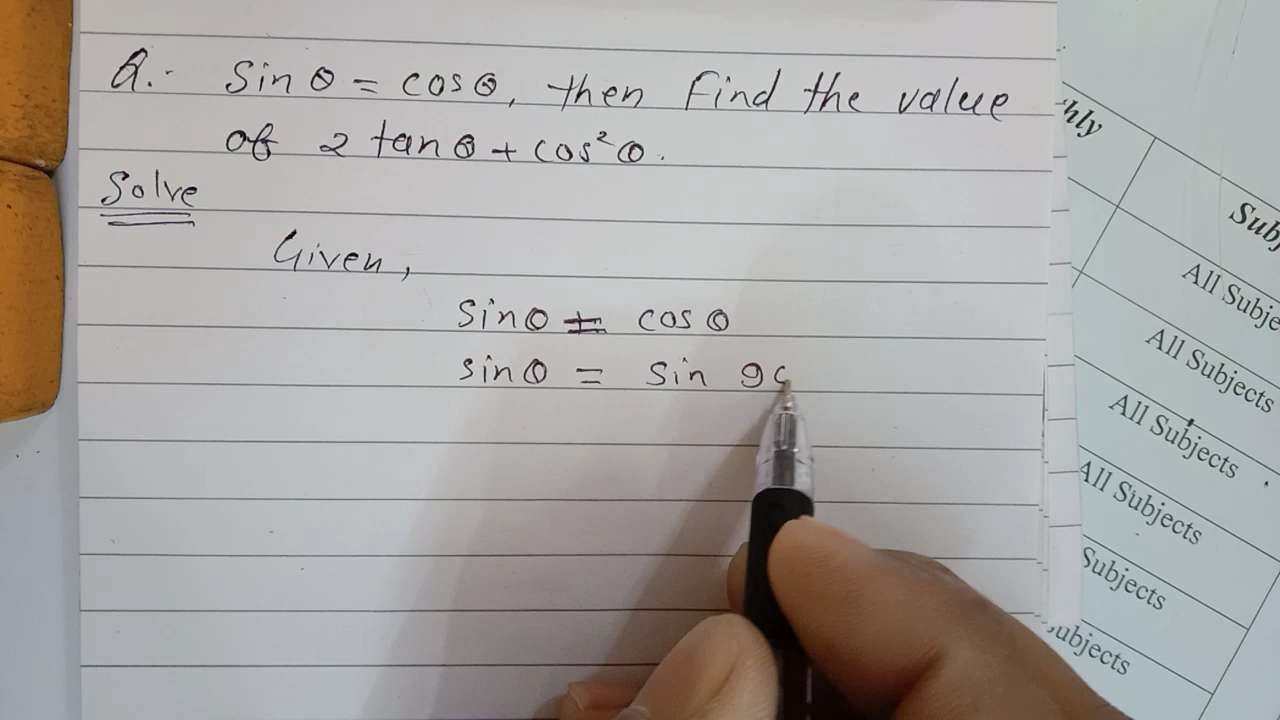 Q.- Sin θ = cos θ, then find the value
of 2 tan θ + cos² θ.
Solve
Given,
sin θ = cos θ
sin θ = sin 9
hly
Subj
All Subje
All Subjects
All Subjects
All Subjects
Subjects
ubjects